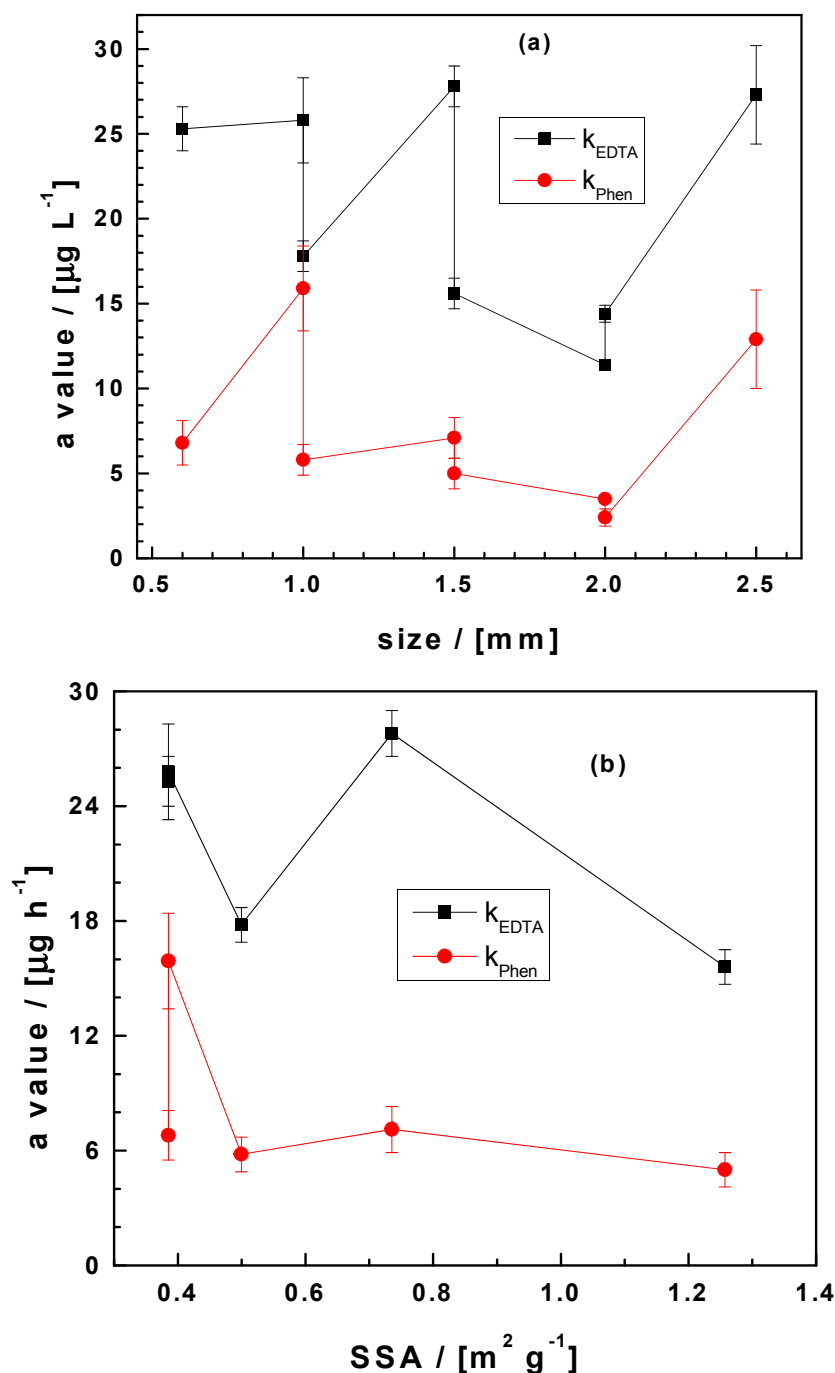 (a)
k_EDTA
k_Phen
30
25
20
15
10
5
0
a value / [μg L⁻¹]
0.5 1.0 1.5 2.0 2.5
size / [mm]
(b)
k_EDTA
k_Phen
30
24
18
12
6
0
a value / [μg h⁻¹]
0.4 0.6 0.8 1.0 1.2 1.4
SSA / [m² g⁻¹]